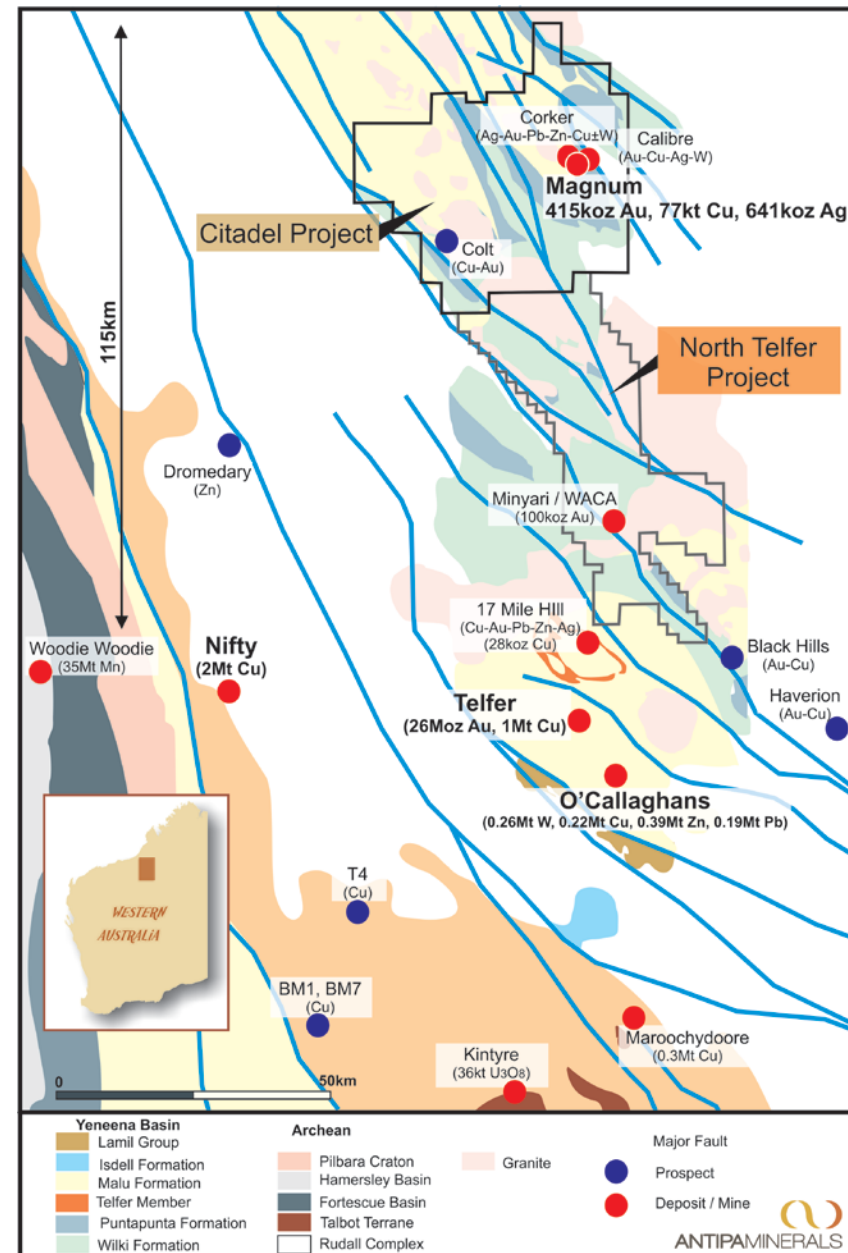 Corker
(Ag-Au-Pb-Zn-Cu±W)
Calibre
(Au-Cu-Ag-W)
Magnum
415koz Au, 77kt Cu, 641koz Ag
Citadel Project
Colt
(Cu-Au)
115km
North Telfer
Project
Dromedary
(Zn)
Minyari / WACA
(100koz Au)
17 Mile HIll
(Cu-Au-Pb-Zn-Ag)
(28koz Cu)
Woodie Woodie
(35Mt Mn)
Nifty
(2Mt Cu)
Black Hills
(Au-Cu)
Haverion
(Au-Cu)
Telfer
(26Moz Au, 1Mt Cu)
O'Callaghans
(0.26Mt W, 0.22Mt Cu, 0.39Mt Zn, 0.19Mt Pb)
T4
(Cu)
WESTERN
AUSTRALIA
BM1, BM7
(Cu)
Maroochydoore
(0.3Mt Cu)
Kintyre
(36kt U3O8)
0 50km
Yeneena Basin
Lamil Group
Isdell Formation
Malu Formation
Telfer Member
Puntapunta Formation
Wilki Formation
Archean
Pilbara Craton
Hamersley Basin
Fortescue Basin
Talbot Terrane
Rudall Complex
Granite
Major Fault
Prospect
Deposit / Mine
ANTIPAMINERALS